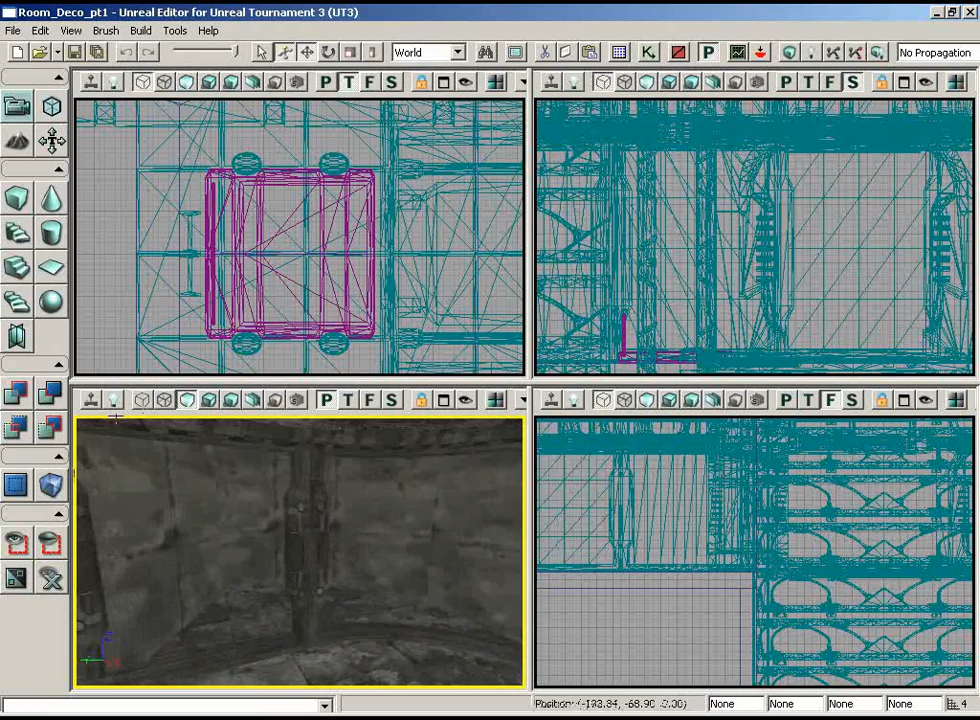 Room_Deco_pt1 - Unreal Editor for Unreal Tournament 3 (UT3)
File Edit View Brush Build Tools Help
World
P
No Propagation
P T F S
P T F S
P T F S
P T F S
None None None None 4